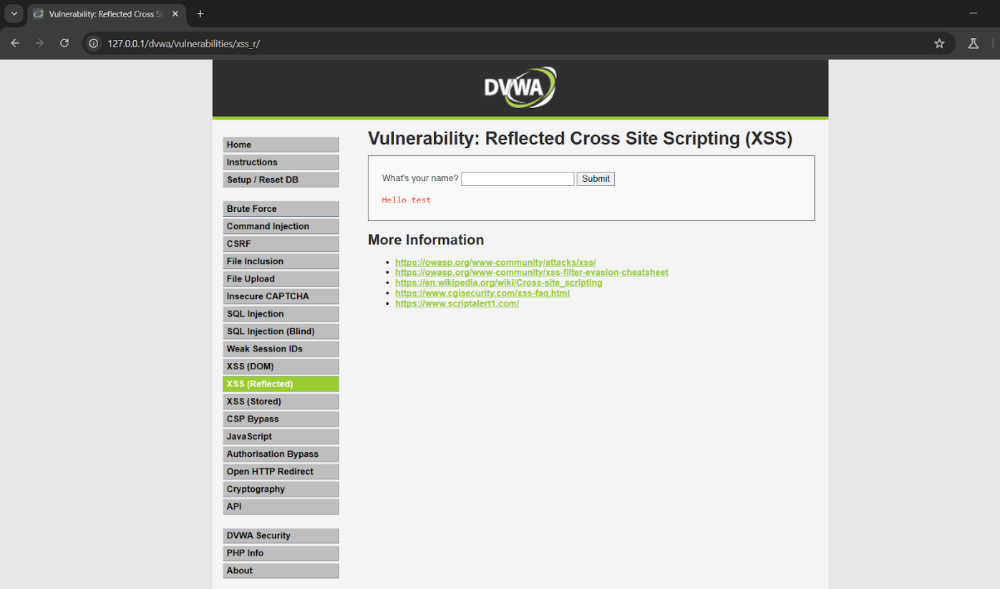 Vulnerability: Reflected Cross Si
127.0.0.1/dvwa/vulnerabilities/xss_r/
DVWA
Home
Instructions
Setup / Reset DB
Brute Force
Command Injection
CSRF
File Inclusion
File Upload
Insecure CAPTCHA
SQL Injection
SQL Injection (Blind)
Weak Session IDs
XSS (DOM)
XSS (Reflected)
XSS (Stored)
CSP Bypass
JavaScript
Authorisation Bypass
Open HTTP Redirect
Cryptography
API
DVWA Security
PHP Info
About
Vulnerability: Reflected Cross Site Scripting (XSS)
What's your name? Submit
Hello test
More Information
https://owasp.org/www-community/attacks/xss/
https://owasp.org/www-community/xss-filter-evasion-cheatsheet
https://en.wikipedia.org/wiki/Cross-site_scripting
https://www.cgisecurity.com/xss-faq.html
https://www.scriptalert1.com/